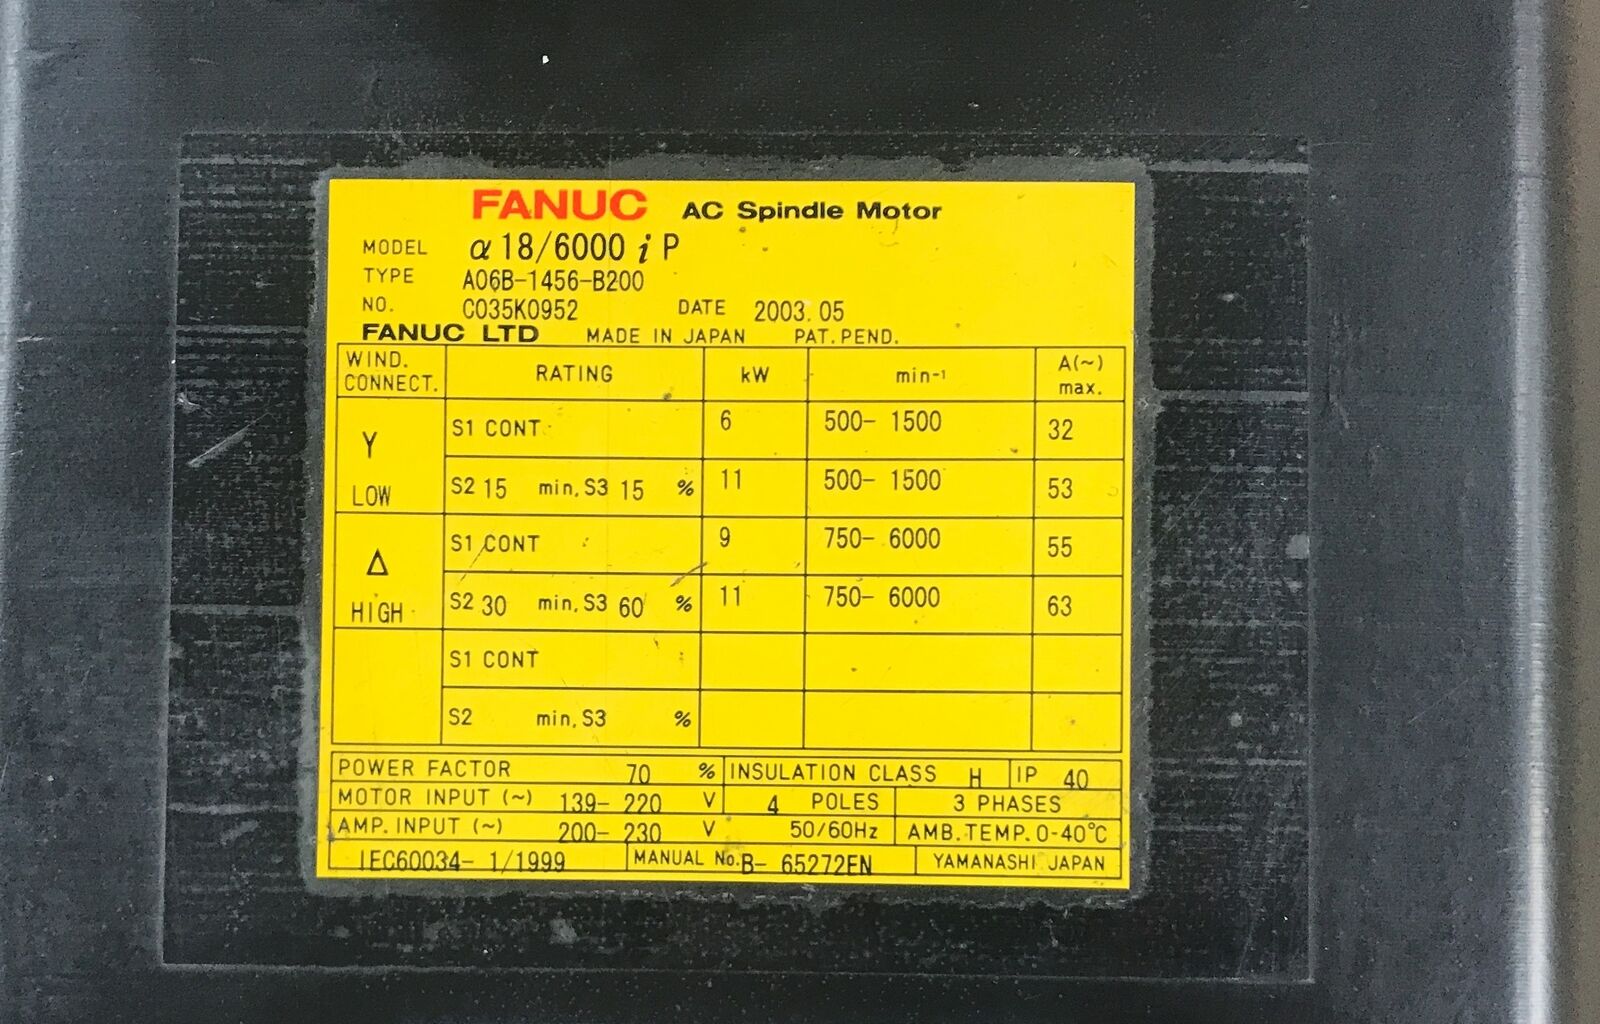 FANUC AC Spindle Motor
MODEL α 18/6000 i P
TYPE A06B-1456-B200
NO. C035K0952 DATE 2003.05
FANUC LTD MADE IN JAPAN PAT.PEND.
WIND. CONNECT. RATING kW min-1 A(~) max.
Y LOW
S1 CONT 6 500- 1500 32
S2 15 min, S3 15 % 11 500- 1500 53
Δ HIGH
S1 CONT 9 750- 6000 55
S2 30 min, S3 60 % 11 750- 6000 63
S1 CONT
S2 min, S3 %
POWER FACTOR 70 % INSULATION CLASS H IP 40
MOTOR INPUT (~) 139- 220 V 4 POLES 3 PHASES
AMP. INPUT (~) 200- 230 V 50/60Hz AMB.TEMP. 0-40°C
IEC60034- 1/1999 MANUAL No. B- 65272EN YAMANASHI JAPAN